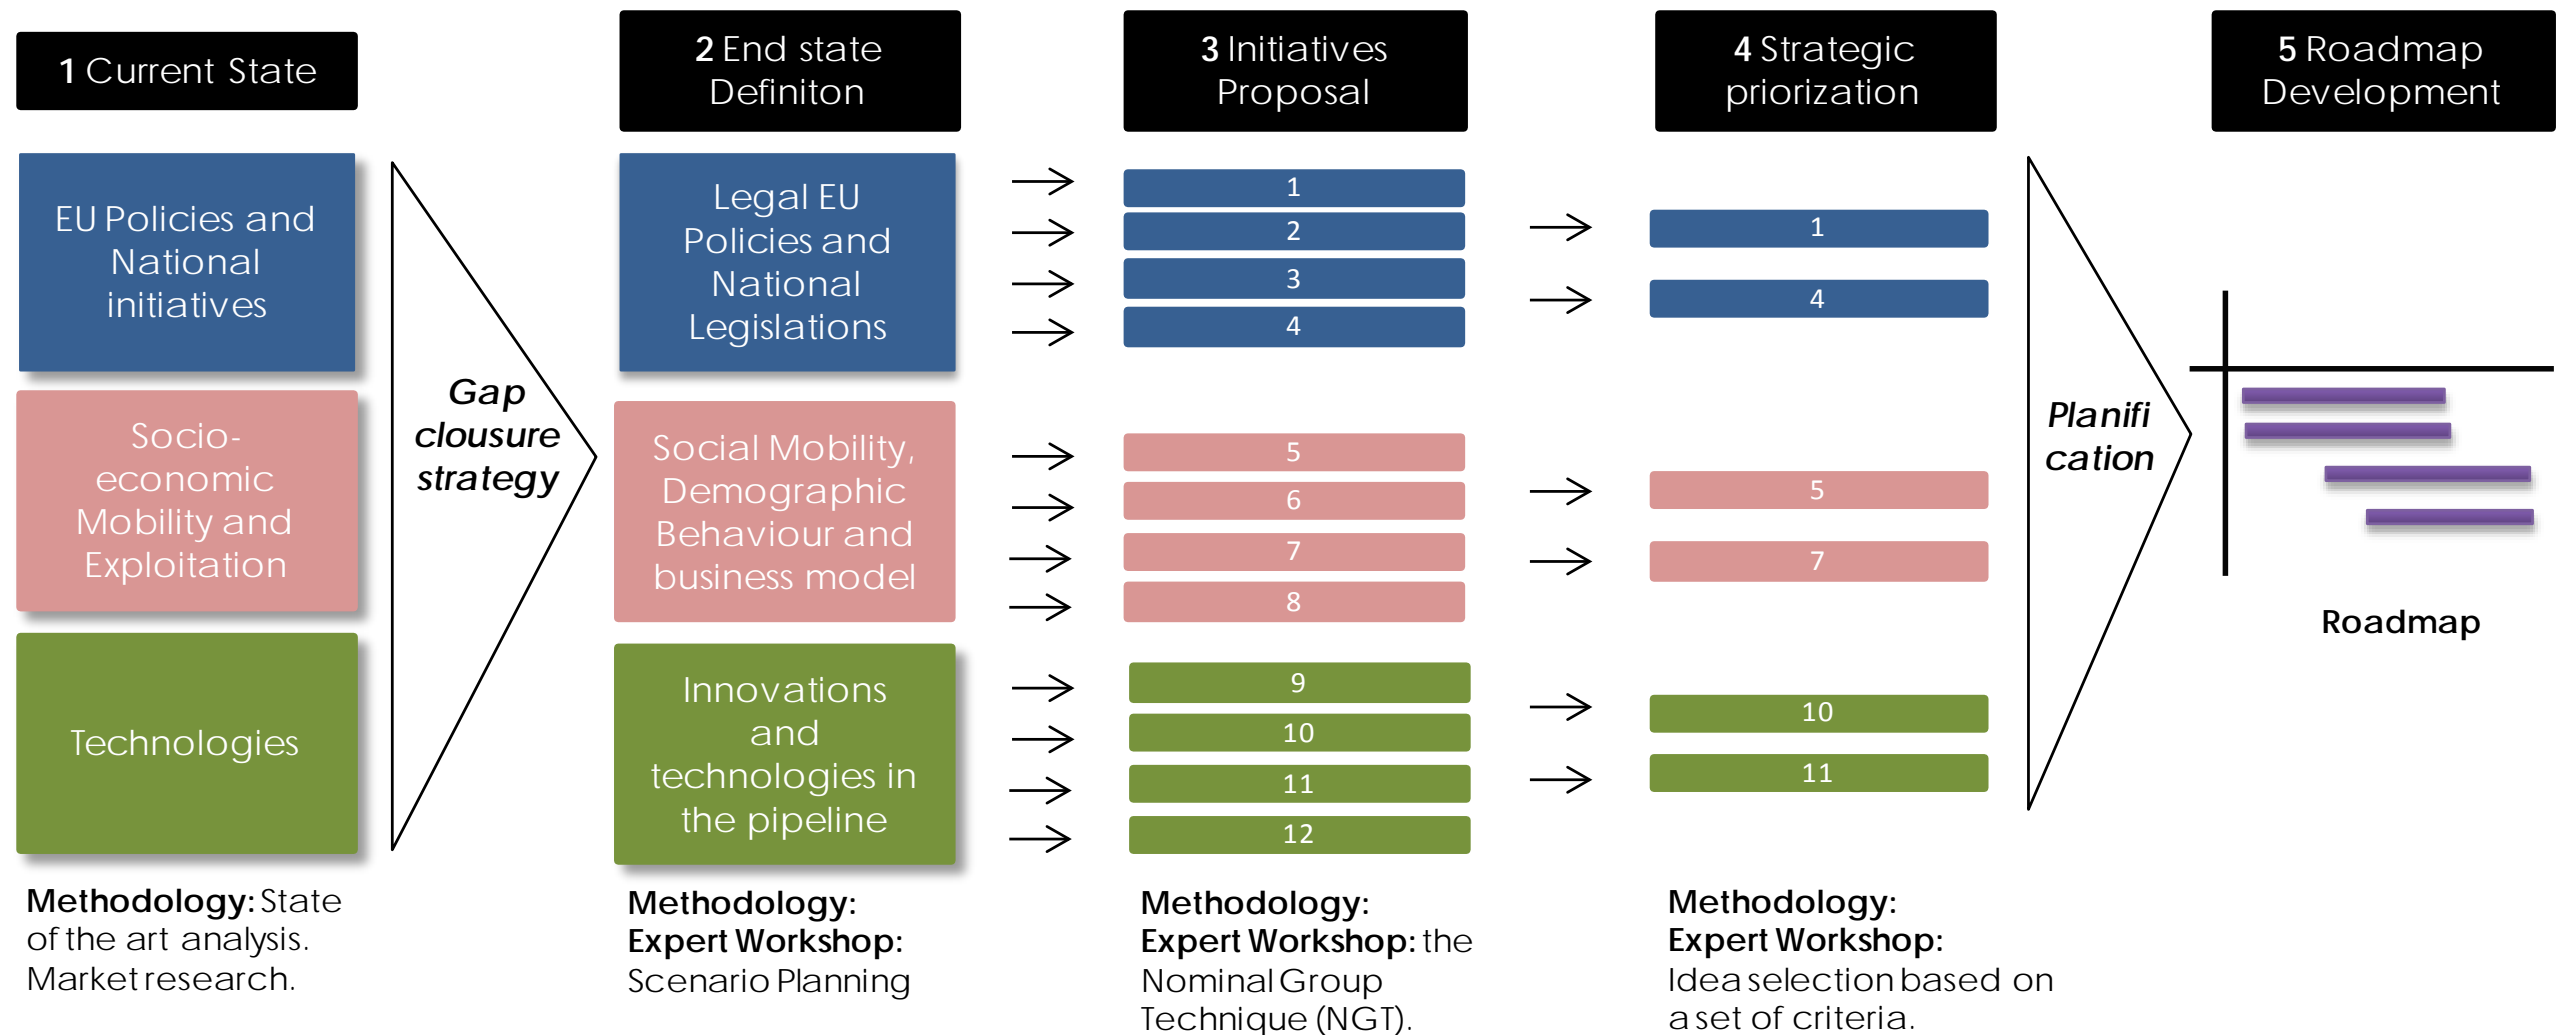 1 Current State
2 End state
Definiton
3 Initiatives
Proposal
4 Strategic
priorization
5 Roadmap
Development
EU Policies and
National
initiatives
Socio-
economic
Mobility and
Exploitation
Technologies
Gap
clousure
strategy
Legal EU
Policies and
National
Legislations
Social Mobility,
Demographic
Behaviour and
business model
Innovations
and
technologies in
the pipeline
1
2
3
4
5
6
7
8
9
10
11
12
1
4
5
7
10
11
Planifi
cation
Roadmap
Methodology: State
of the art analysis.
Market research.
Methodology:
Expert Workshop:
Scenario Planning
Methodology:
Expert Workshop: the
Nominal Group
Technique (NGT).
Methodology:
Expert Workshop:
Idea selection based on
a set of criteria.